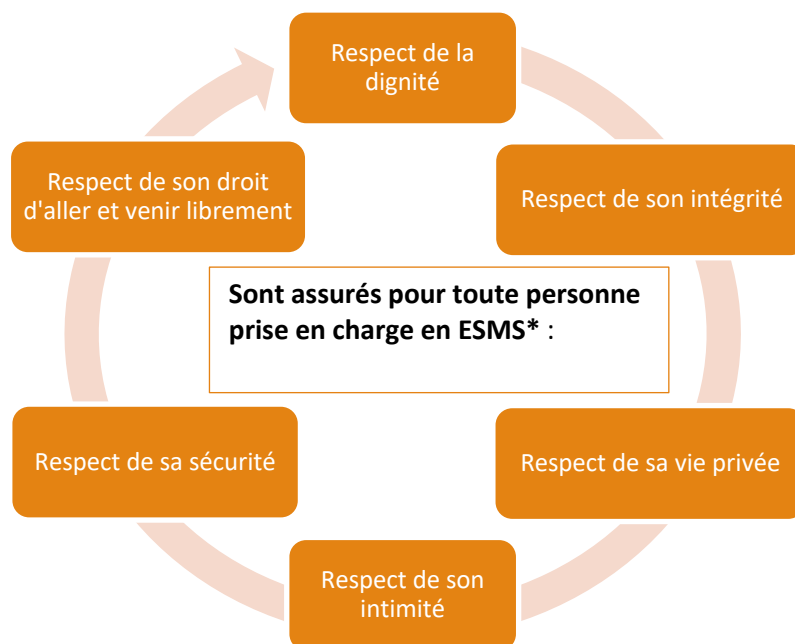 Respect de la
dignité
Respect de son intégrité
Respect de sa vie privée
Respect de son
intimité
Respect de sa sécurité
Respect de son droit
d'aller et venir librement
Sont assurés pour toute personne
prise en charge en ESMS* :